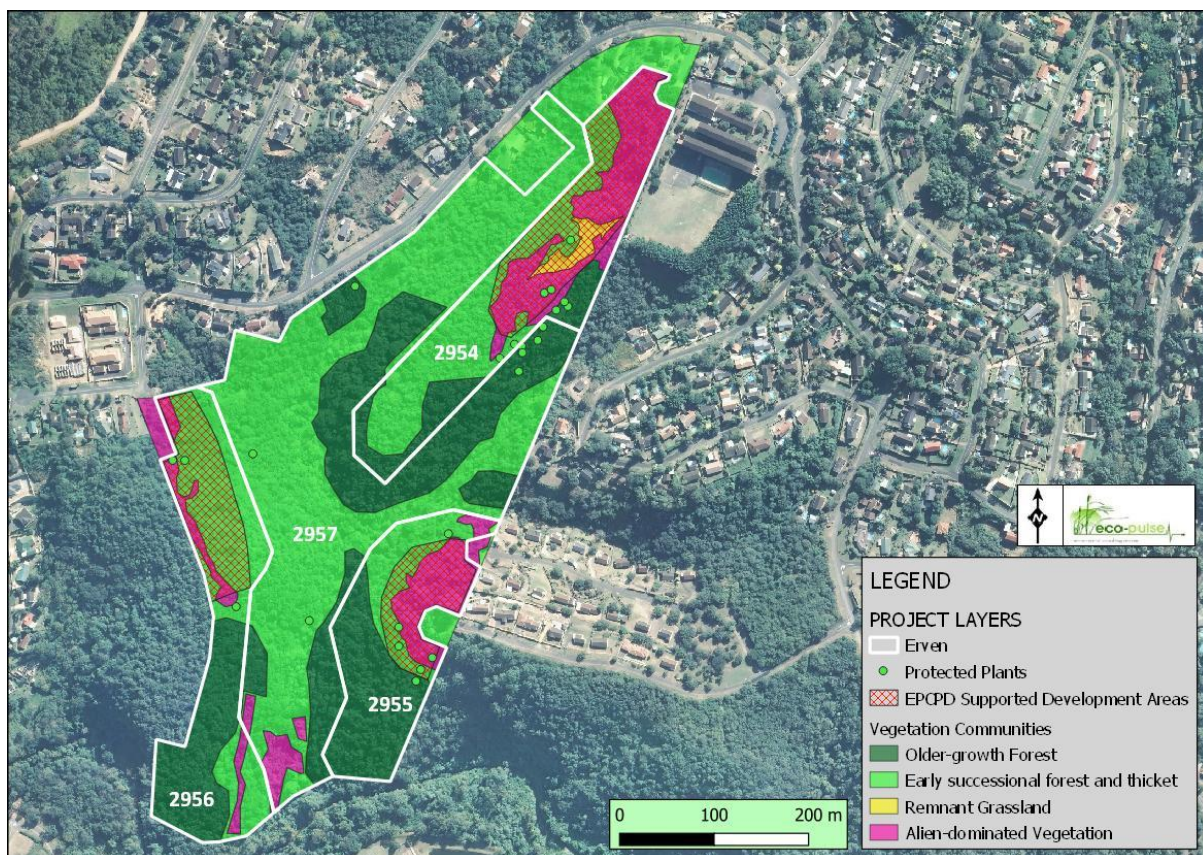 2954
2957
2955
2956
N
eco-pulse
LEGEND
PROJECT LAYERS
Erven
Protected Plants
EPCPD Supported Development Areas
Vegetation Communities
Older-growth Forest
Early successional forest and thicket
Remnant Grassland
Alien-dominated Vegetation
0 100 200 m